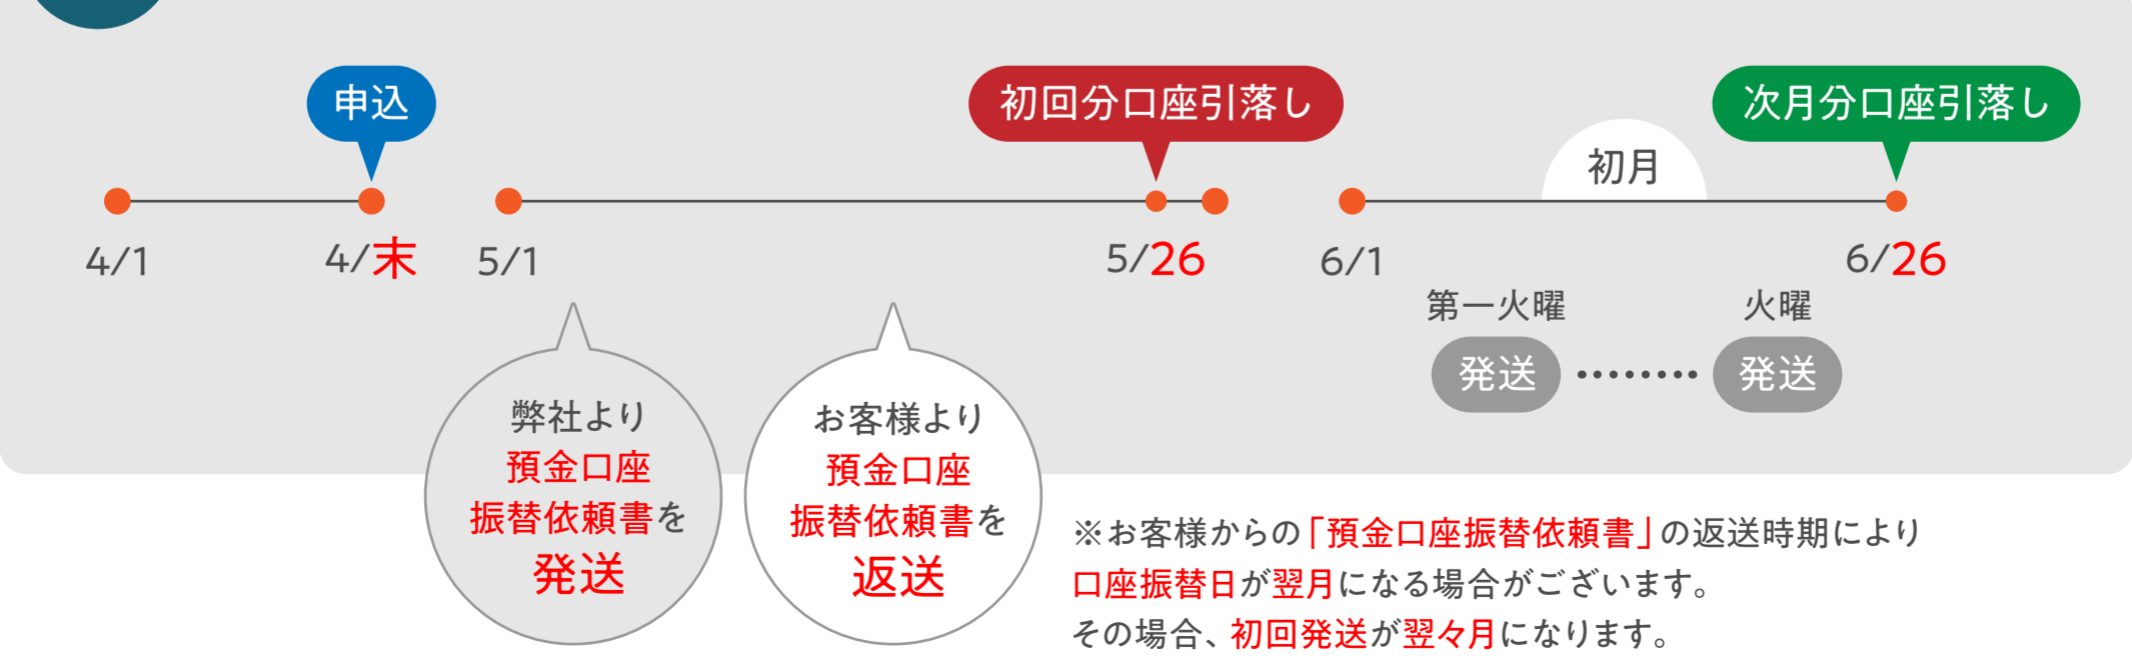 申込
初回分口座引落し
次月分口座引落し
初月
4/1
4/末
5/1
5/26
6/1
6/26
第一火曜
火曜
発送
発送
弊社より
預金口座
振替依頼書を
発送
お客様より
預金口座
振替依頼書を
返送
※お客様からの「預金口座振替依頼書」の返送時期により
口座振替日が翌月になる場合がございます。
その場合、初回発送が翌々月になります。